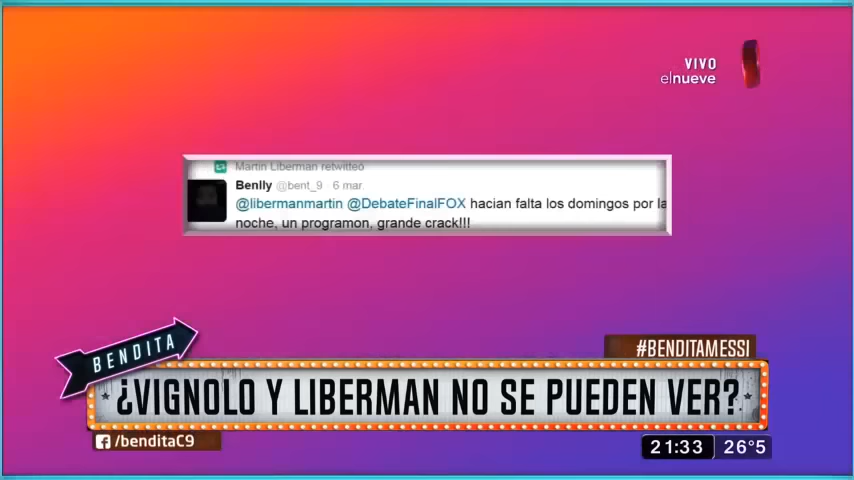 VIVO
elnueve
Martin Liberman retwitteó
Benlly @bent_9 · 6 mar
@libermanmartin @DebateFinalFOX hacian falta los domingos por la
noche, un programon, grande crack!!!
BENDITA
#BENDITAMESSI
¿VIGNOLO Y LIBERMAN NO SE PUEDEN VER?
/benditaC9
21:33 26°5